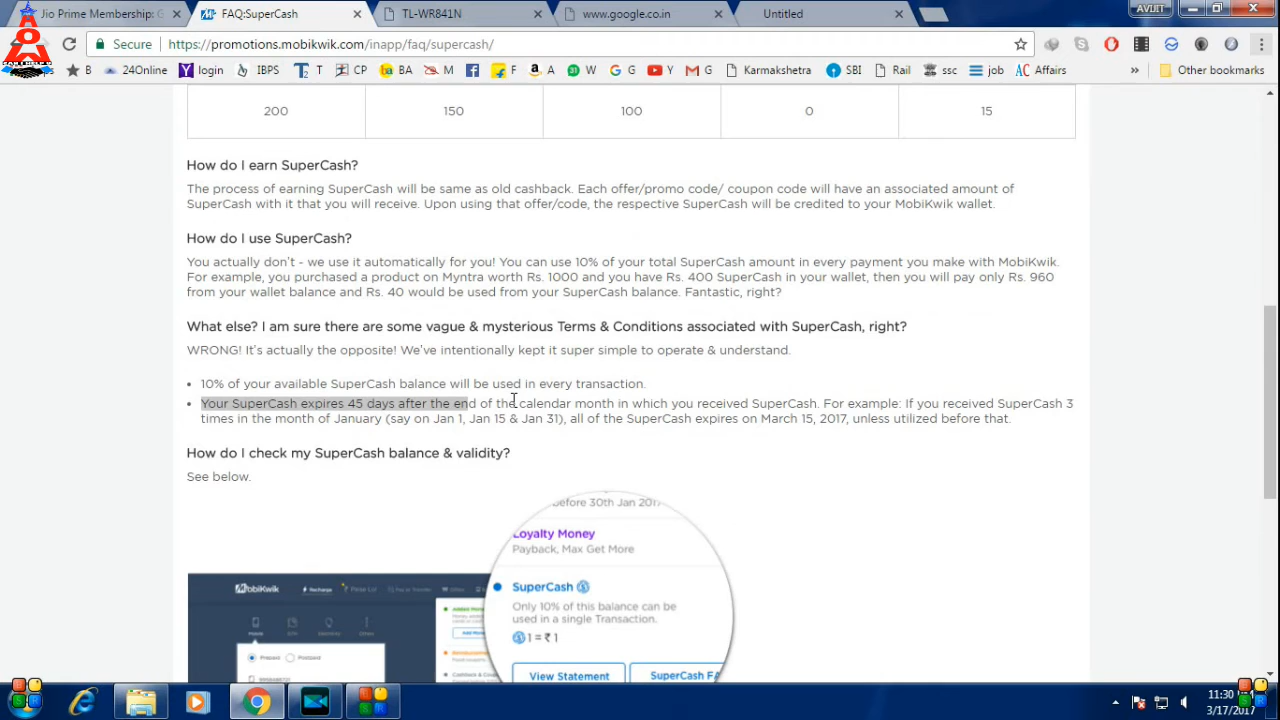 Jio Prime Membership: G
FAQ:SuperCash
TL-WR841N
www.google.co.in
Untitled
AVIJIT
Secure
https://promotions.mobikwik.com/inapp/faq/supercash/
B
24Online
login
IBPS
T
CP
BA
N
F
A
W
G
Y
G
Karmakshetra
SBI
Rail
ssc
job
Affairs
Other bookmarks
200 150 100 0 15
How do I earn SuperCash?
The process of earning SuperCash will be same as old cashback. Each offer/promo code/ coupon code will have an associated amount of
SuperCash with it that you will receive. Upon using that offer/code, the respective SuperCash will be credited to your MobiKwik wallet.
How do I use SuperCash?
You actually don't - we use it automatically for you! You can use 10% of your total SuperCash amount in every payment you make with MobiKwik.
For example, you purchased a product on Myntra worth Rs. 1000 and you have Rs. 400 SuperCash in your wallet, then you will pay only Rs. 960
from your wallet balance and Rs. 40 would be used from your SuperCash balance. Fantastic, right?
What else? I am sure there are some vague & mysterious Terms & Conditions associated with SuperCash, right?
WRONG! It's actually the opposite! We've intentionally kept it super simple to operate & understand.
• 10% of your available SuperCash balance will be used in every transaction.
• Your SuperCash expires 45 days after the end of the calendar month in which you received SuperCash. For example: If you received SuperCash 3
times in the month of January (say on Jan 1, Jan 15 & Jan 31), all of the SuperCash expires on March 15, 2017, unless utilized before that.
How do I check my SuperCash balance & validity?
See below.
before 30th Jan 2017
Loyalty Money
Payback, Max Get More
SuperCash
Only 10% of this balance can be
used in a single Transaction.
1 = ₹ 1
View Statement
SuperCash FA
MobiKwik
Recharge
Prepaid
Postpaid
11:30
3/17/2017